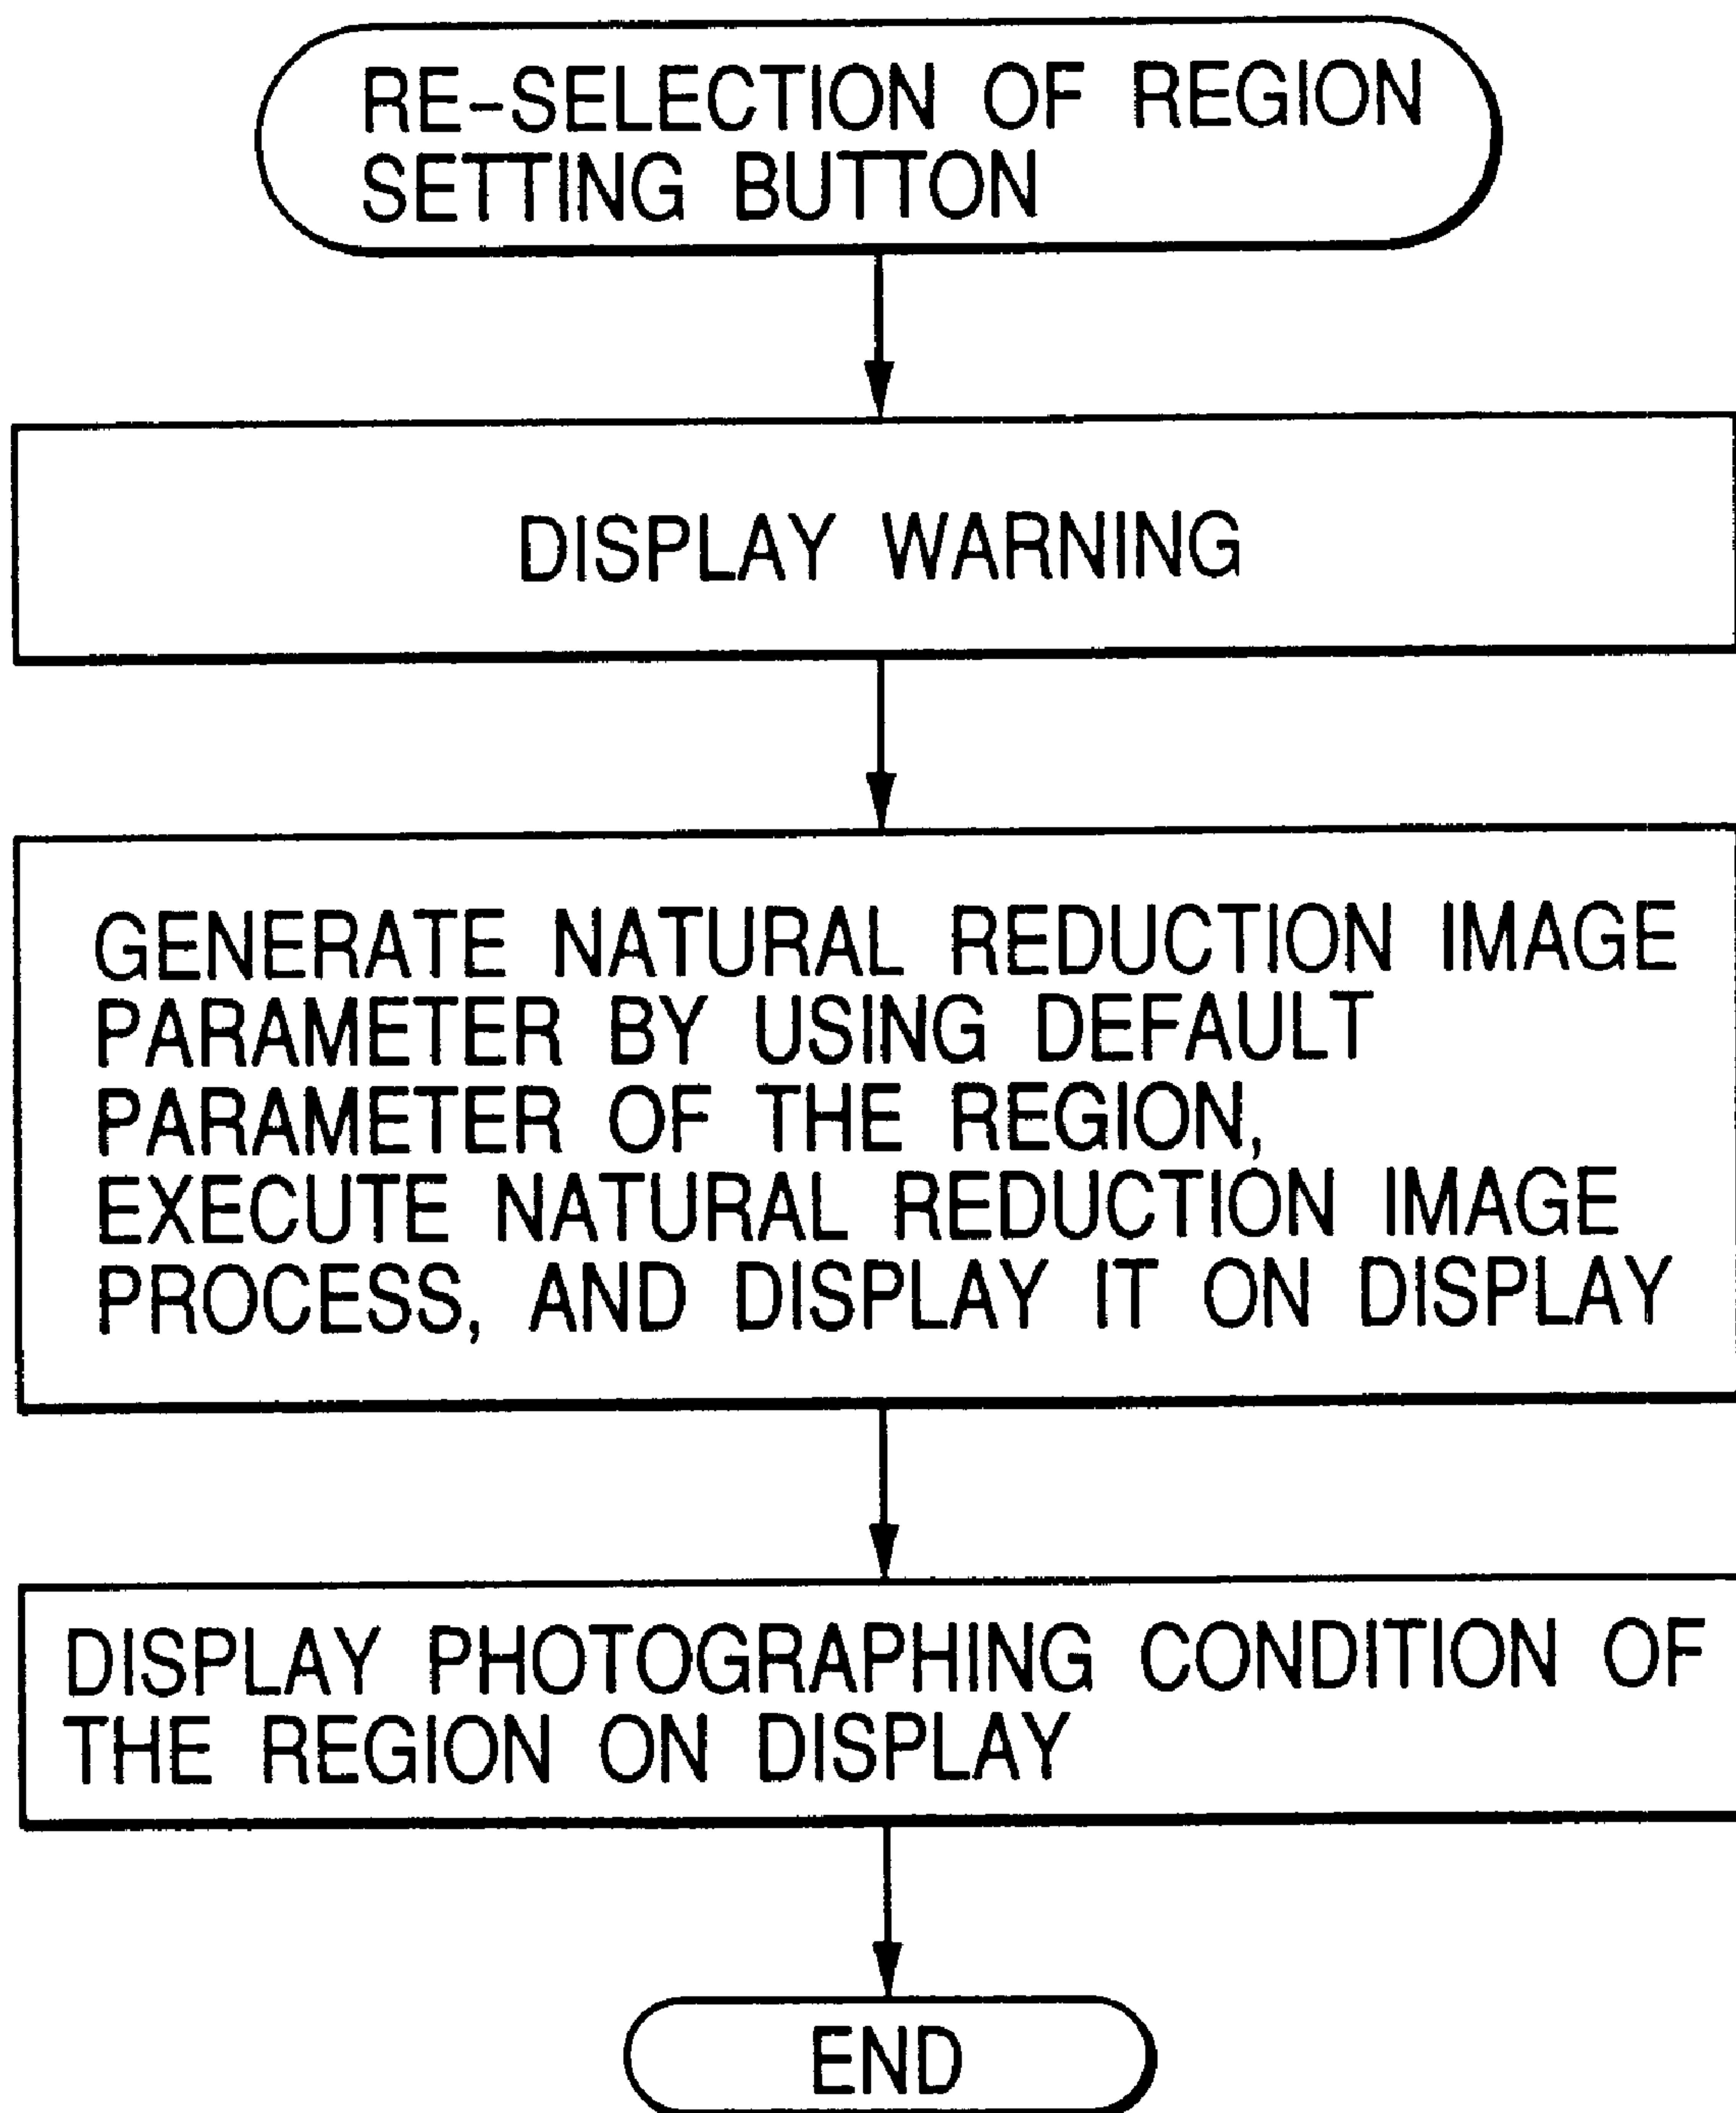 RE-SELECTION OF REGION
SETTING BUTTON
DISPLAY WARNING
GENERATE NATURAL REDUCTION IMAGE
PARAMETER BY USING DEFAULT
PARAMETER OF THE REGION,
EXECUTE NATURAL REDUCTION IMAGE
PROCESS, AND DISPLAY IT ON DISPLAY
DISPLAY PHOTOGRAPHING CONDITION OF
THE REGION ON DISPLAY
END